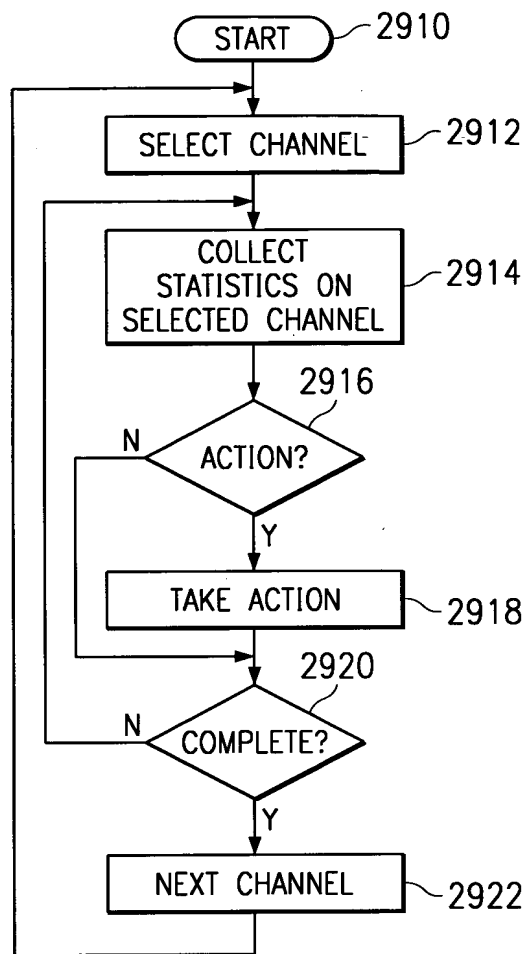 START
2910
SELECT CHANNEL
2912
COLLECT
STATISTICS ON
SELECTED CHANNEL
2914
2916
N
ACTION?
Y
TAKE ACTION
2918
2920
N
COMPLETE?
Y
NEXT CHANNEL
2922